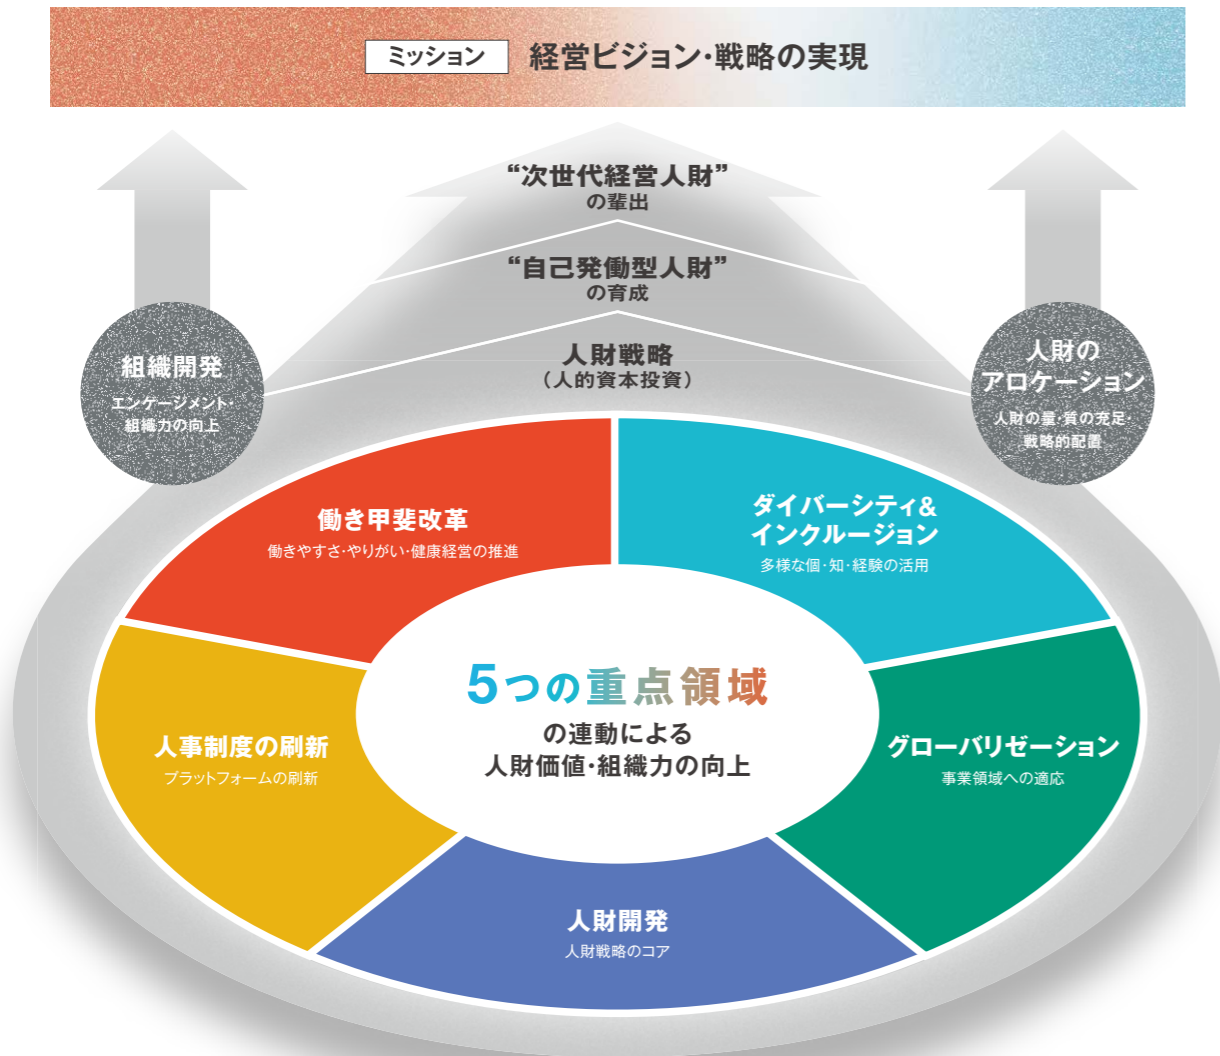 ミッション 経営ビジョン・戦略の実現
“次世代経営人財”
の輩出
“自己発働型人財”
の育成
人財戦略
(人的資本投資)
組織開発
エンゲージメント・
組織力の向上
人財の
アロケーション
人財の量・質の充足・
戦略的配置
働き甲斐改革
働きやすさ・やりがい・健康経営の推進
ダイバーシティ&
インクルージョン
多様な個・知・経験の活用
5つの重点領域
の連動による
人財価値・組織力の向上
人事制度の刷新
プラットフォームの刷新
グローバリゼーション
事業領域への適応
人財開発
人財戦略のコア